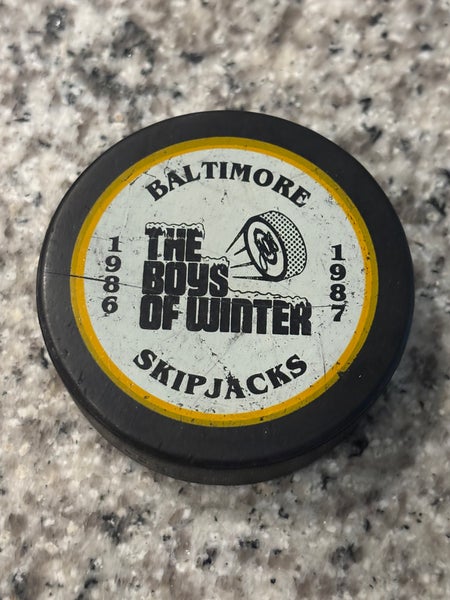 BALTIMORE
THE
BOYS
OF WINTER
1986
1987
SKIPJACKS